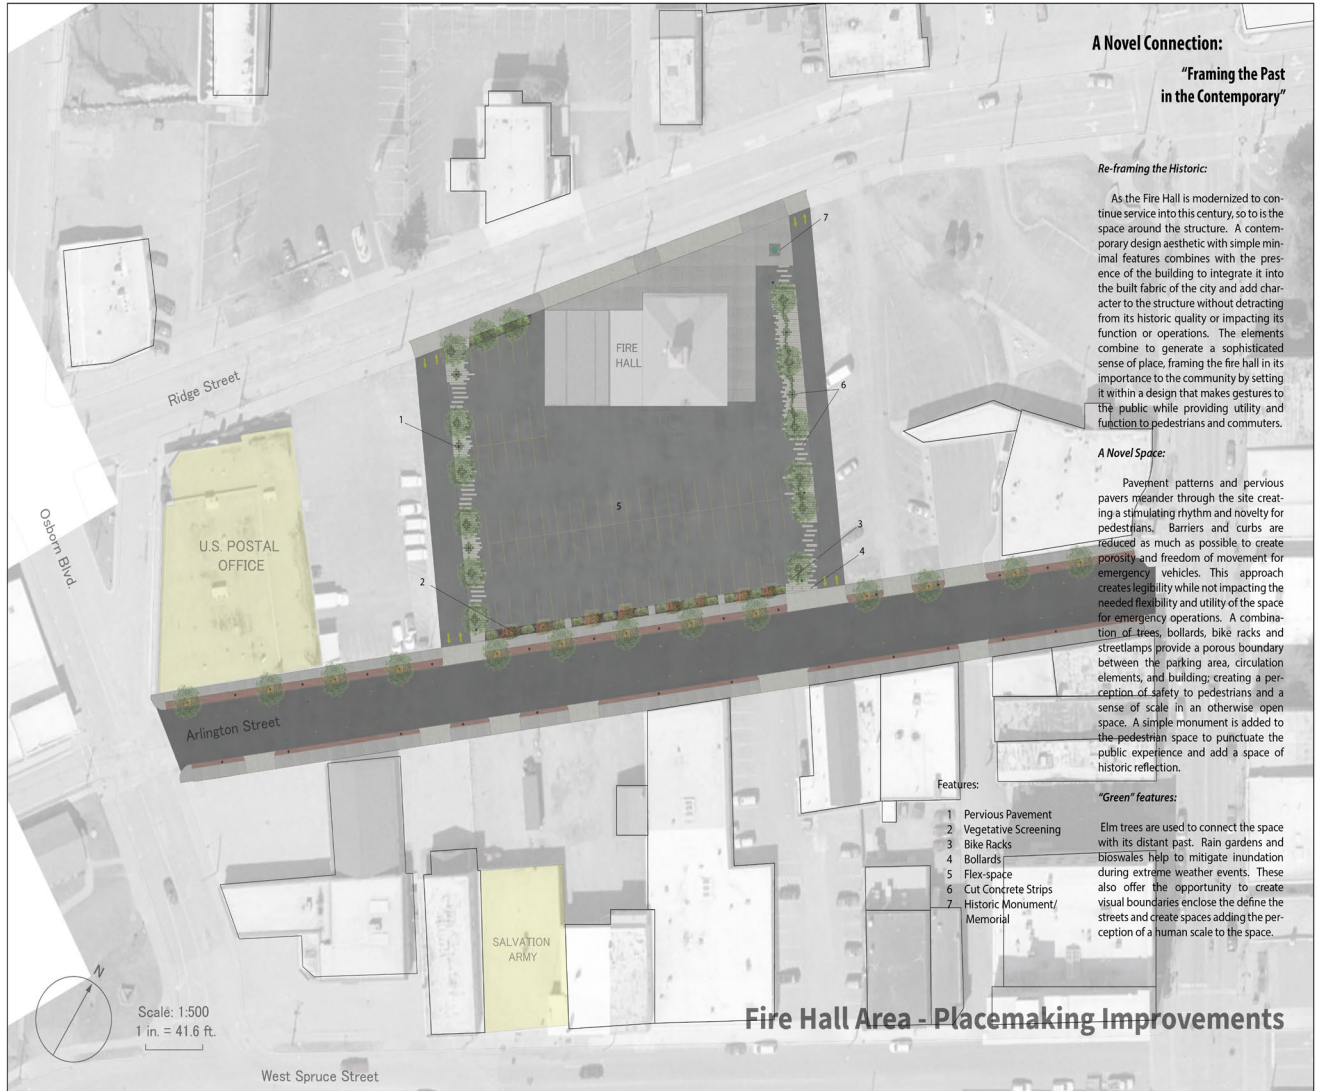 A Novel Connection:
“Framing the Past
in the Contemporary”
Re-framing the Historic:
As the Fire Hall is modernized to con-
tinue service into this century, so to is the
space around the structure. A contem-
porary design aesthetic with simple min-
imal features combines with the pres-
ence of the building to integrate it into
the built fabric of the city and add char-
acter to the structure without detracting
from its historic quality or impacting its
function or operations. The elements
combine to generate a sophisticated
sense of place, framing the fire hall in its
importance to the community by setting
it within a design that makes gestures to
the public while providing utility and
function to pedestrians and commuters.
A Novel Space:
Pavement patterns and pervious
pavers meander through the site creat-
ing a stimulating rhythm and novelty for
pedestrians. Barriers and curbs are
reduced as much as possible to create
porosity and freedom of movement for
emergency vehicles. This approach
creates legibility while not impacting the
needed flexibility and utility of the space
for emergency operations. A combina-
tion of trees, bollards, bike racks and
streetlamps provide a porous boundary
between the parking area, circulation
elements, and building; creating a per-
ception of safety to pedestrians and a
sense of scale in an otherwise open
space. A simple monument is added to
the pedestrian space to punctuate the
public experience and add a space of
historic reflection.
“Green” features:
Elm trees are used to connect the space
with its distant past. Rain gardens and
bioswales help to mitigate inundation
during extreme weather events. These
also offer the opportunity to create
visual boundaries enclose the define the
streets and create spaces adding the per-
ception of a human scale to the space.
7
FIRE
HALL
6
1
5
3
4
2
Ridge Street
Osborn Blvd.
U.S. POSTAL
OFFICE
Arlington Street
Features:
1 Pervious Pavement
2 Vegetative Screening
3 Bike Racks
4 Bollards
5 Flex-space
6 Cut Concrete Strips
7 Historic Monument/
Memorial
SALVATION
ARMY
N
Scale: 1:500
1 in. = 41.6 ft.
Fire Hall Area - Placemaking Improvements
West Spruce Street